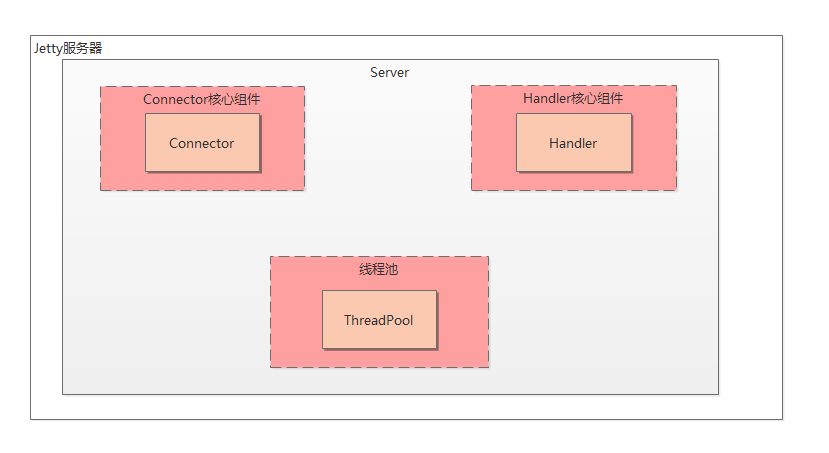 Jetty服务器
Server
Connector核心组件
Handler核心组件
Connector
Handler
线程池
ThreadPool